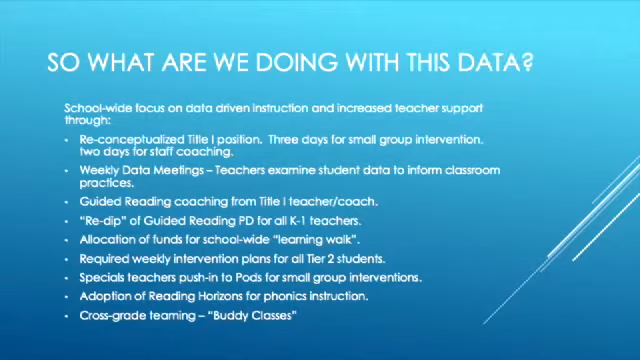 SO WHAT ARE WE DOING WITH THIS DATA?
School-wide focus on data driven instruction and increased teacher support
through:
• Re-conceptualized Title I position. Three days for small group intervention.
two days for staff coaching.
• Weekly Data Meetings – Teachers examine student data to inform classroom
practices.
• Guided Reading coaching from Title I teacher/coach.
• "Re-dip" of Guided Reading PD for all K-1 teachers.
• Allocation of funds for school-wide "learning walk".
• Required weekly intervention plans for all Tier 2 students.
• Specials teachers push-in to Pods for small group interventions.
• Adoption of Reading Horizons for phonics instruction.
• Cross-grade teaming – "Buddy Classes"